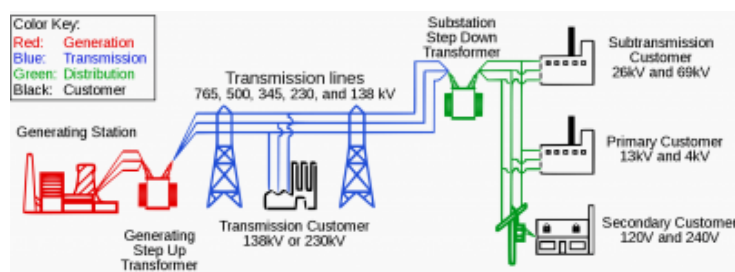 Color Key:
Red: Generation
Blue: Transmission
Green: Distribution
Black: Customer
Substation
Step Down
Transformer
Subtransmission
Customer
26kV and 69kV
Transmission lines
765, 500, 345, 230, and 138 kV
Generating Station
Primary Customer
13kV and 4kV
Transmission Customer
138kV or 230kV
Generating
Step Up
Transformer
Secondary Customer
120V and 240V